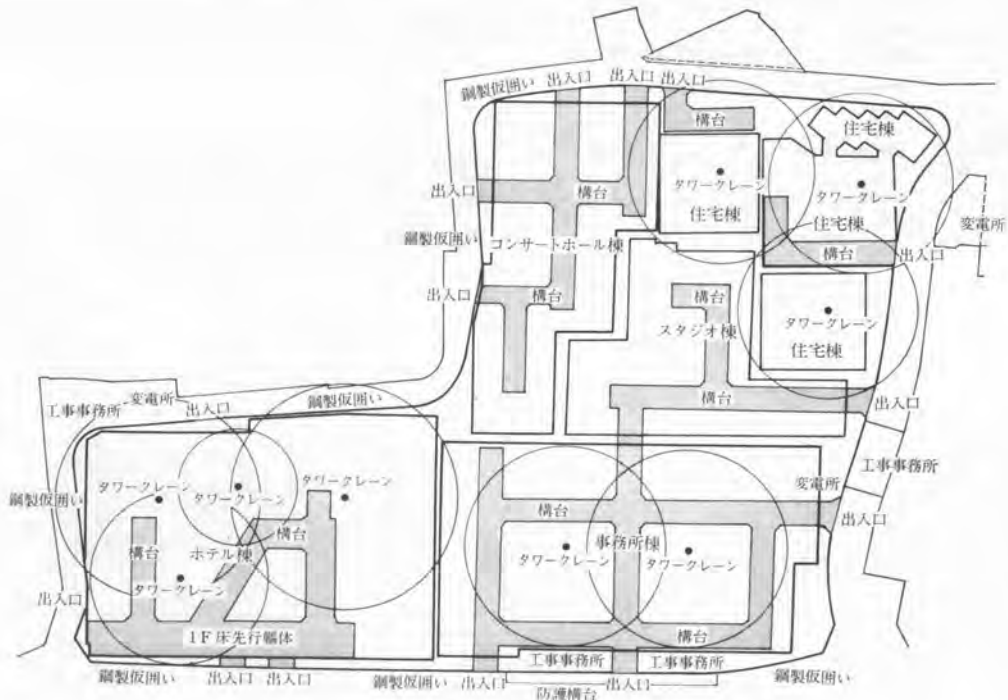 鋼製仮囲い
出入口
出入口
出入口
構台
住宅棟
タワークレーン
住宅棟
タワークレーン
住宅棟
変電所
出入口
構台
出入口
構台
鋼製仮囲い
コンサートホール棟
出入口
構台
構台
スタジオ棟
タワークレーン
住宅棟
構台
出入口
工事事務所
変電所
出入口
工事事務所
変電所
出入口
鋼製仮囲い
鋼製仮囲い
タワークレーン
タワークレーン
タワークレーン
構台
構台
ホテル棟
タワークレーン
出入口
1F床先行躯体
構台
事務所棟
タワークレーン
タワークレーン
構台
鋼製仮囲い
出入口
出入口
鋼製仮囲い
出入口
工事事務所
出入口
工事事務所
防護構台
鋼製仮囲い